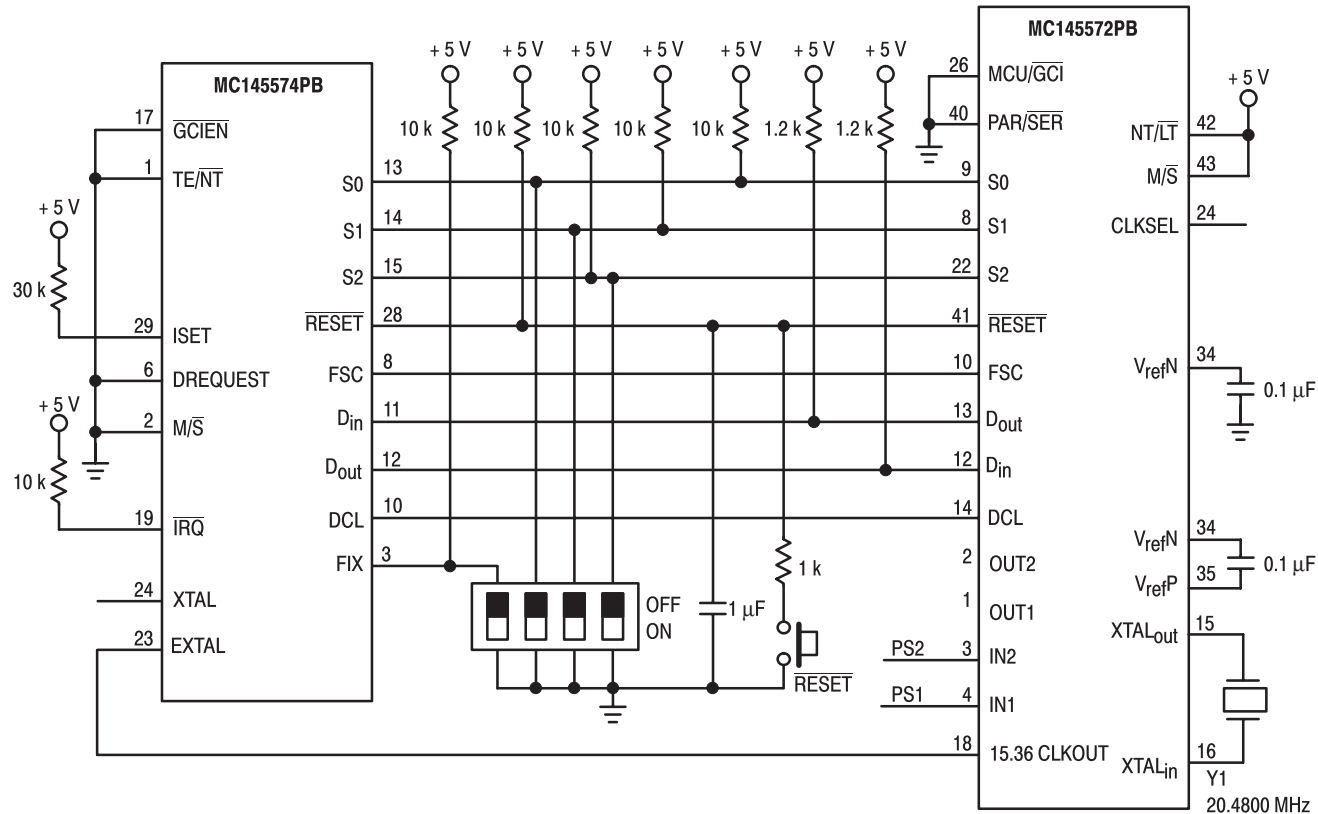 MC145574PB
MC145572PB
+ 5 V
+ 5 V
+ 5 V
+ 5 V
+ 5 V
+ 5 V
+ 5 V
10 k
10 k
10 k
10 k
10 k
1.2 k
1.2 k
17
GCIEN
1
TE/NT
+ 5 V
30 k
29
ISET
6
DREQUEST
+ 5 V
2
M/S
10 k
19
IRQ
24
XTAL
23
EXTAL
S0
13
S1
14
S2
15
RESET
28
FSC
8
Din
11
Dout
12
DCL
10
FIX
3
OFF
ON
1 µF
1 k
RESET
26
MCU/GCI
40
PAR/SER
9
S0
8
S1
22
S2
41
RESET
10
FSC
13
Dout
12
Din
14
DCL
2
OUT2
1
OUT1
PS2
3
IN2
PS1
4
IN1
18
15.36 CLKOUT
+ 5 V
NT/LT
42
M/S
43
CLKSEL
24
VrefN
34
0.1 µF
VrefN
34
0.1 µF
VrefP
35
XTALout
15
XTALin
16
Y1
20.4800 MHz